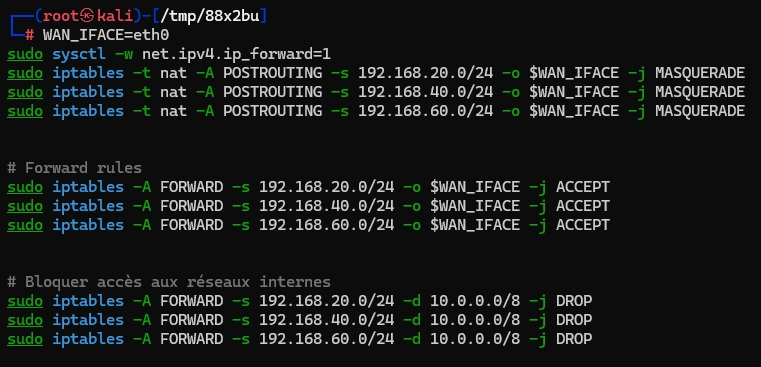 ┌──(root㉿kali)-[/tmp/88x2bu]
└─# WAN_IFACE=eth0
sudo sysctl -w net.ipv4.ip_forward=1
sudo iptables -t nat -A POSTROUTING -s 192.168.20.0/24 -o $WAN_IFACE -j MASQUERADE
sudo iptables -t nat -A POSTROUTING -s 192.168.40.0/24 -o $WAN_IFACE -j MASQUERADE
sudo iptables -t nat -A POSTROUTING -s 192.168.60.0/24 -o $WAN_IFACE -j MASQUERADE
# Forward rules
sudo iptables -A FORWARD -s 192.168.20.0/24 -o $WAN_IFACE -j ACCEPT
sudo iptables -A FORWARD -s 192.168.40.0/24 -o $WAN_IFACE -j ACCEPT
sudo iptables -A FORWARD -s 192.168.60.0/24 -o $WAN_IFACE -j ACCEPT
# Bloquer accès aux réseaux internes
sudo iptables -A FORWARD -s 192.168.20.0/24 -d 10.0.0.0/8 -j DROP
sudo iptables -A FORWARD -s 192.168.40.0/24 -d 10.0.0.0/8 -j DROP
sudo iptables -A FORWARD -s 192.168.60.0/24 -d 10.0.0.0/8 -j DROP